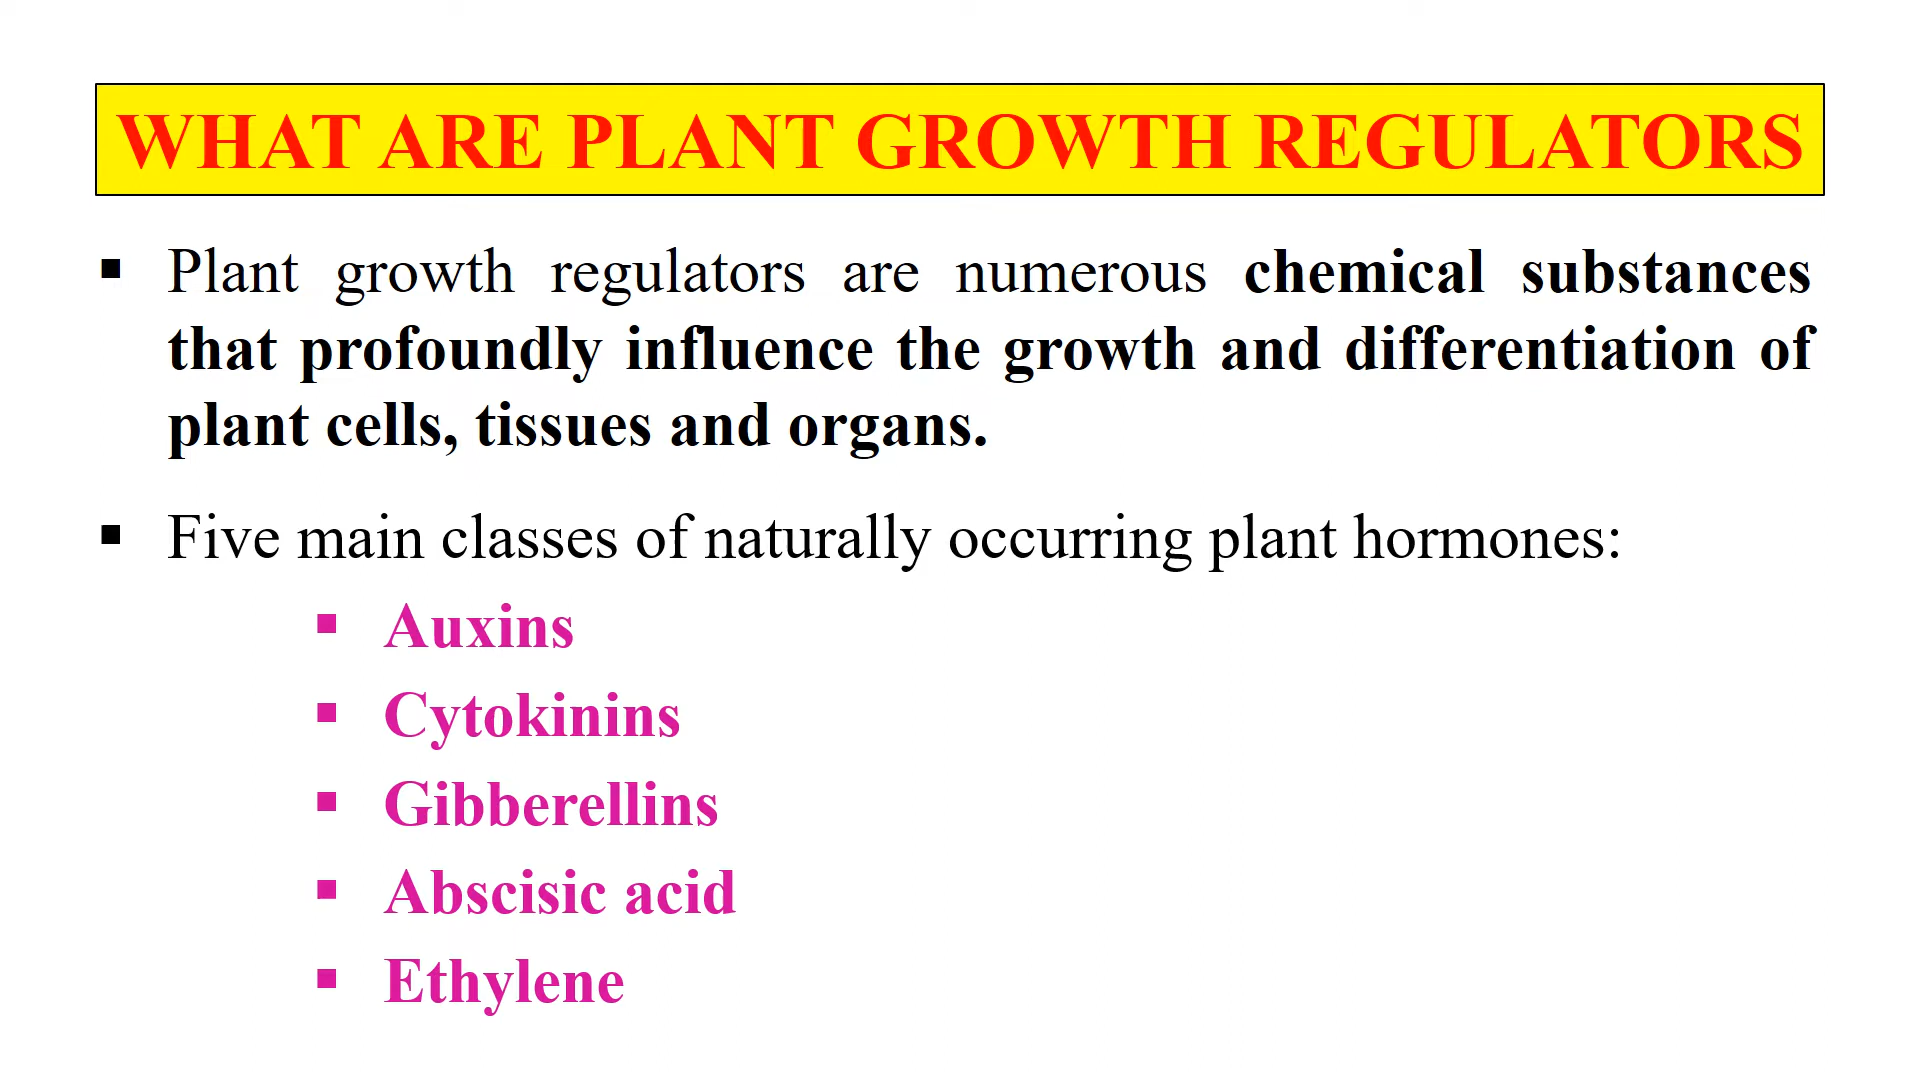 WHAT ARE PLANT GROWTH REGULATORS
▪ Plant growth regulators are numerous chemical substances
that profoundly influence the growth and differentiation of
plant cells, tissues and organs.
▪ Five main classes of naturally occurring plant hormones:
▪ Auxins
▪ Cytokinins
▪ Gibberellins
▪ Abscisic acid
▪ Ethylene